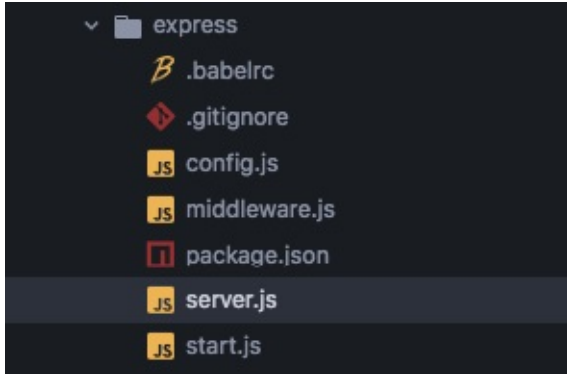 express
.babelrc
.gitignore
JS config.js
JS middleware.js
package.json
JS server.js
JS start.js